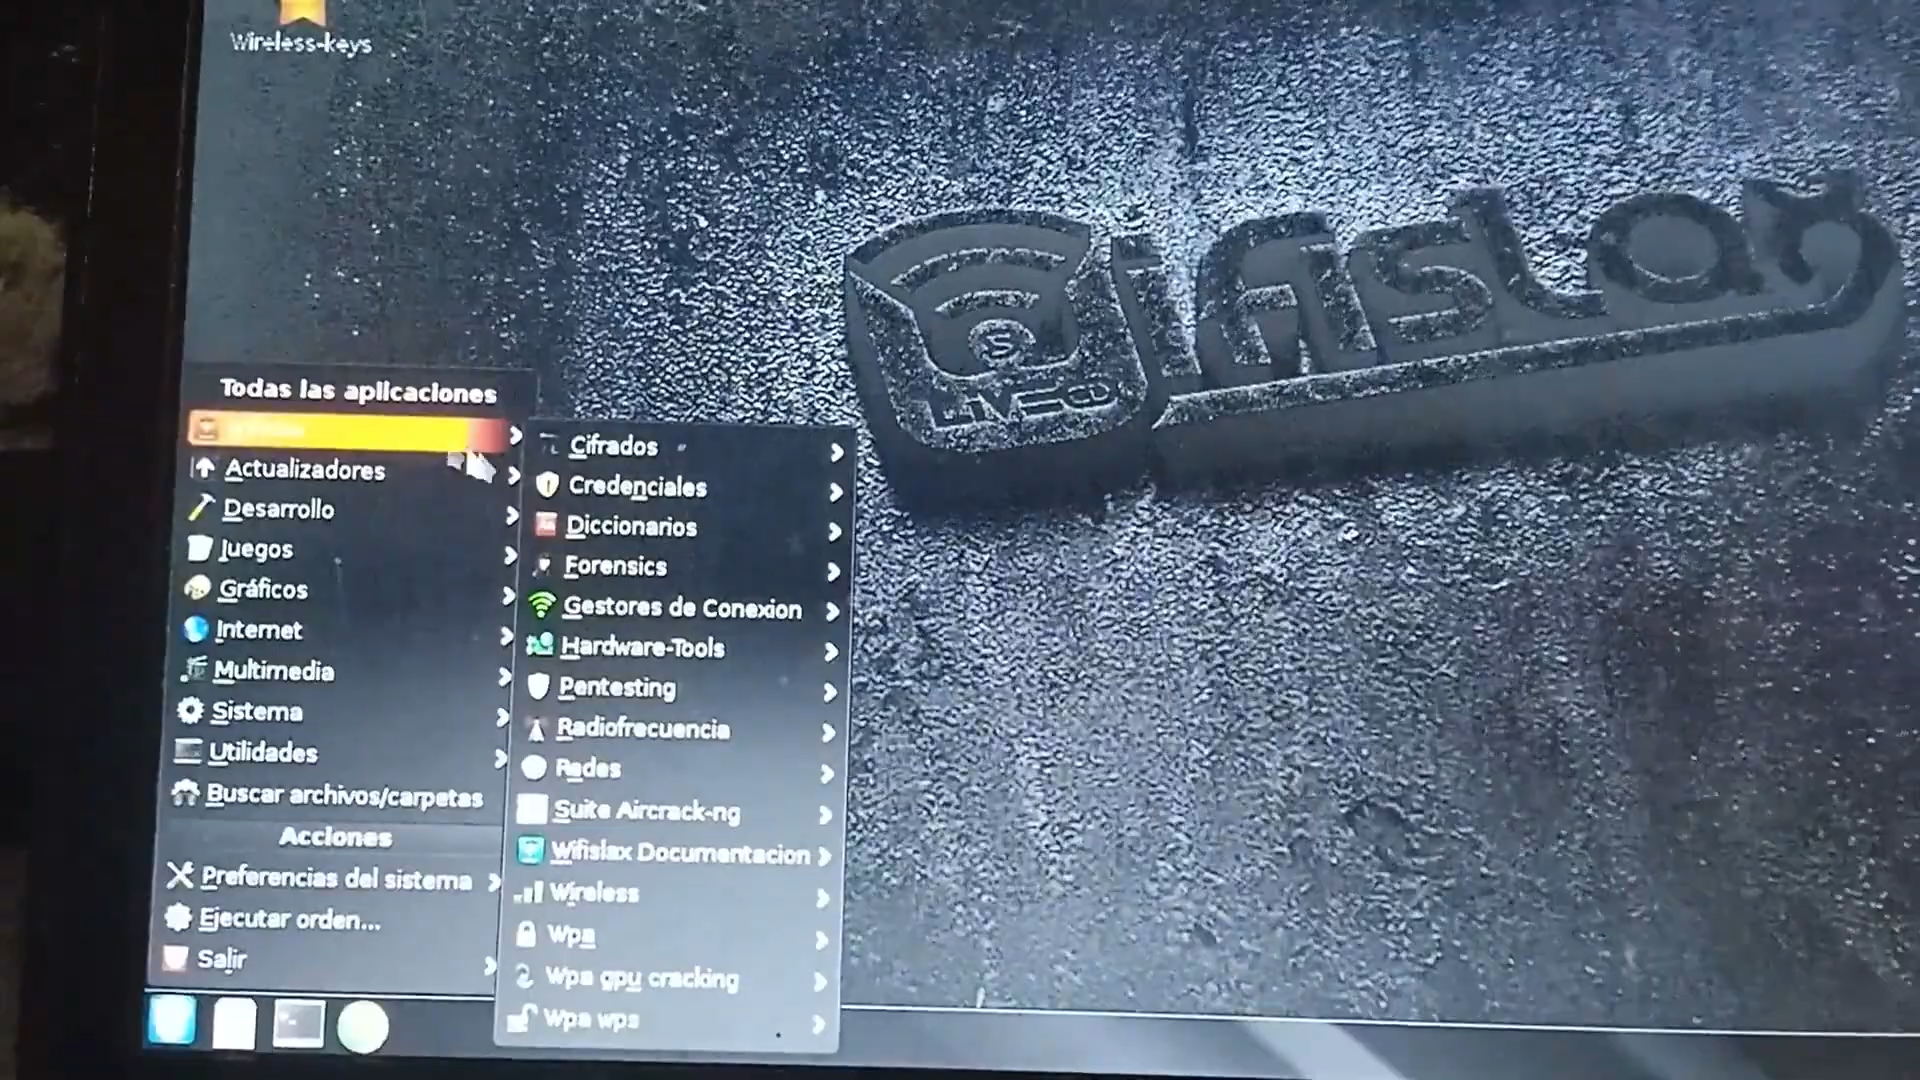 Wireless-keys
ifisLax
LiveCD
Todas las aplicaciones
Actualizadores
Desarrollo
Juegos
Gráficos
Internet
Multimedia
Sistema
Utilidades
Buscar archivos/carpetas
Acciones
Preferencias del sistema
Ejecutar orden...
Salir
Cifrados
Credenciales
Diccionarios
Forensics
Gestores de Conexion
Hardware-Tools
Pentesting
Radiofrecuencia
Redes
Suite Aircrack-ng
Wifislax Documentacion
Wireless
Wpa
Wpa gpu cracking
Wpa wps